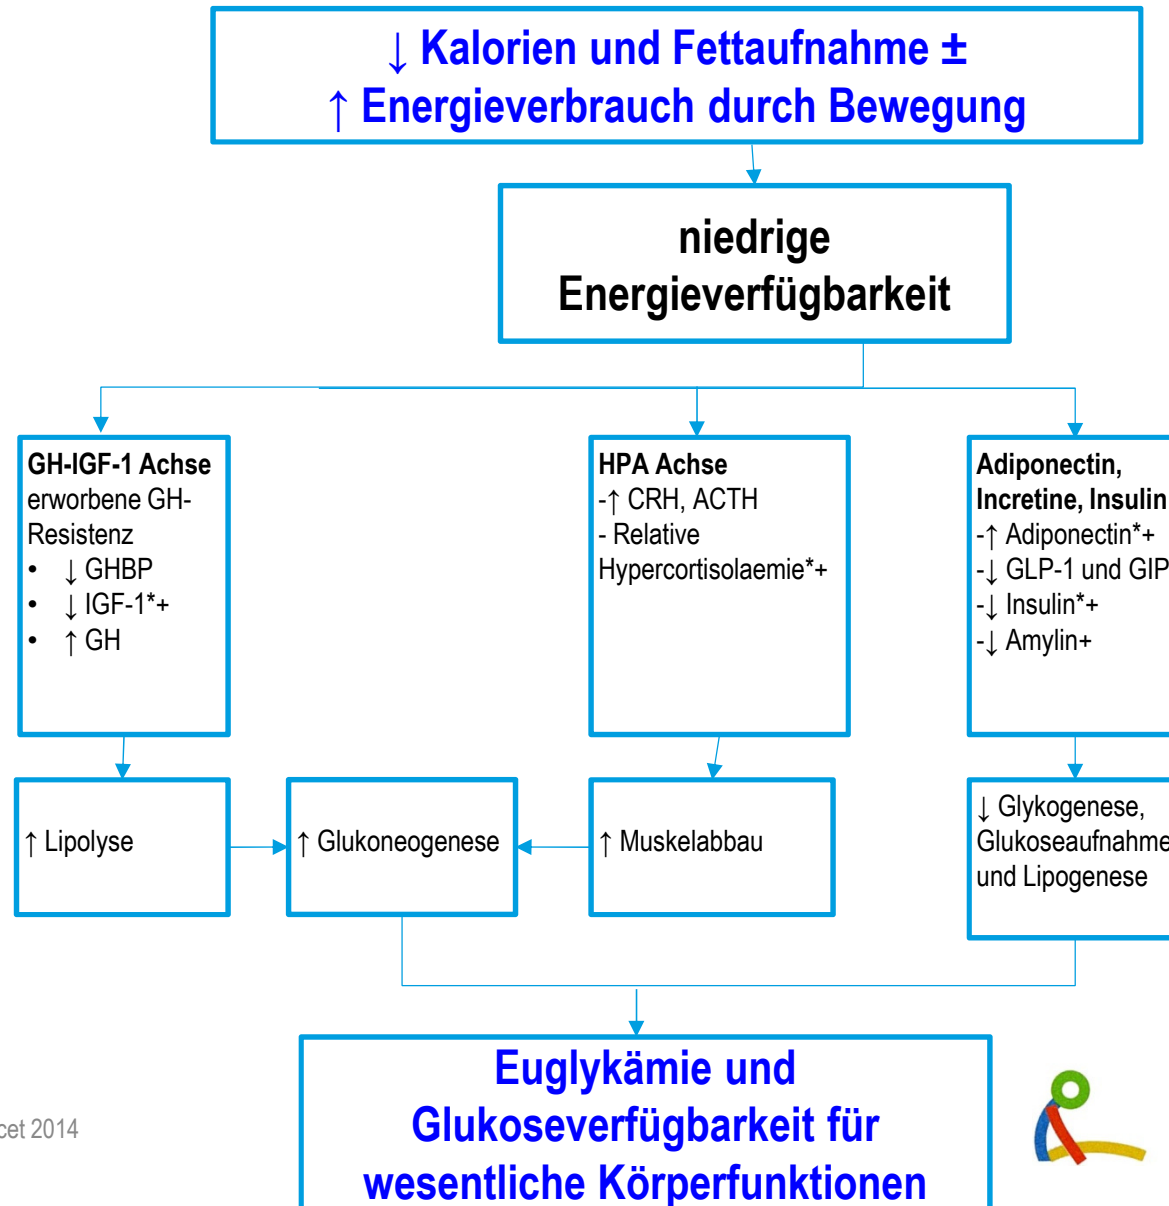 ↓ Kalorien und Fettaufnahme ±
↑ Energieverbrauch durch Bewegung
niedrige
Energieverfügbarkeit
GH-IGF-1 Achse
erworbene GH-
Resistenz
• ↓ GHBP
• ↓ IGF-1*+
• ↑ GH
HPA Achse
-↑ CRH, ACTH
- Relative
Hypercortisolaemie*+
Adiponectin,
Incretine, Insulin
-↑ Adiponectin*+
-↓ GLP-1 und GIP
-↓ Insulin*+
-↓ Amylin+
↑ Lipolyse
↑ Glukoneogenese
↑ Muskelabbau
↓ Glykogenese,
Glukoseaufnahme
und Lipogenese
Euglykämie und
Glukoseverfügbarkeit für
wesentliche Körperfunktionen
cet 2014